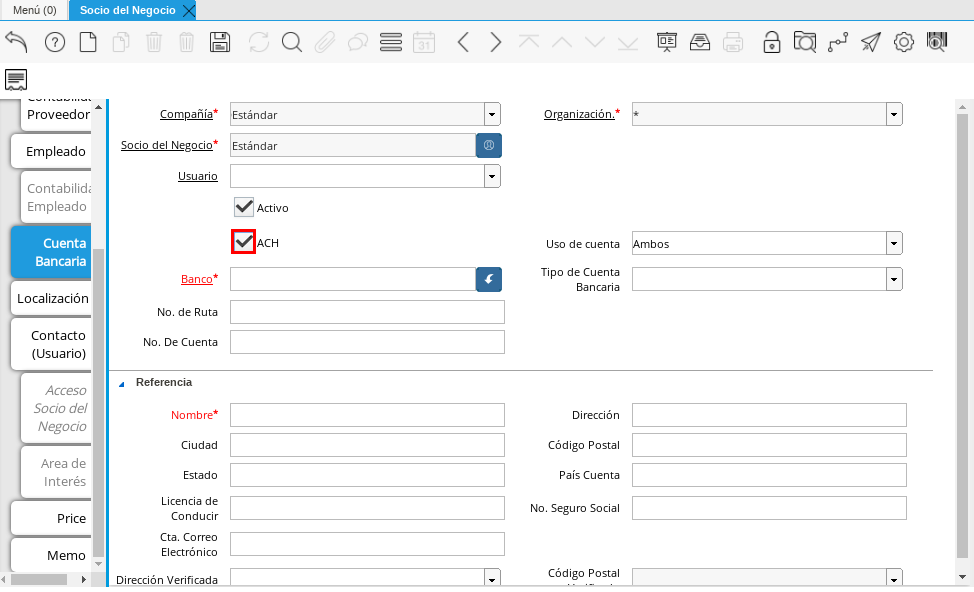 Menú (0)
Socio del Negocio
31
Proveedor
Empleado
Contabilida
Empleado
Cuenta
Bancaria
Localización
Contacto
(Usuario)
Acceso
Socio del
Negocio
Area de
Interés
Price
Memo
Compañía* Estándar
Organización.* *
Socio del Negocio* Estándar
Usuario
Activo
ACH
Uso de cuenta Ambos
Banco*
Tipo de Cuenta
Bancaria
No. de Ruta
No. De Cuenta
Referencia
Nombre*
Dirección
Ciudad
Código Postal
Estado
País Cuenta
Licencia de
Conducir
No. Seguro Social
Cta. Correo
Electrónico
Dirección Verificada
Código Postal